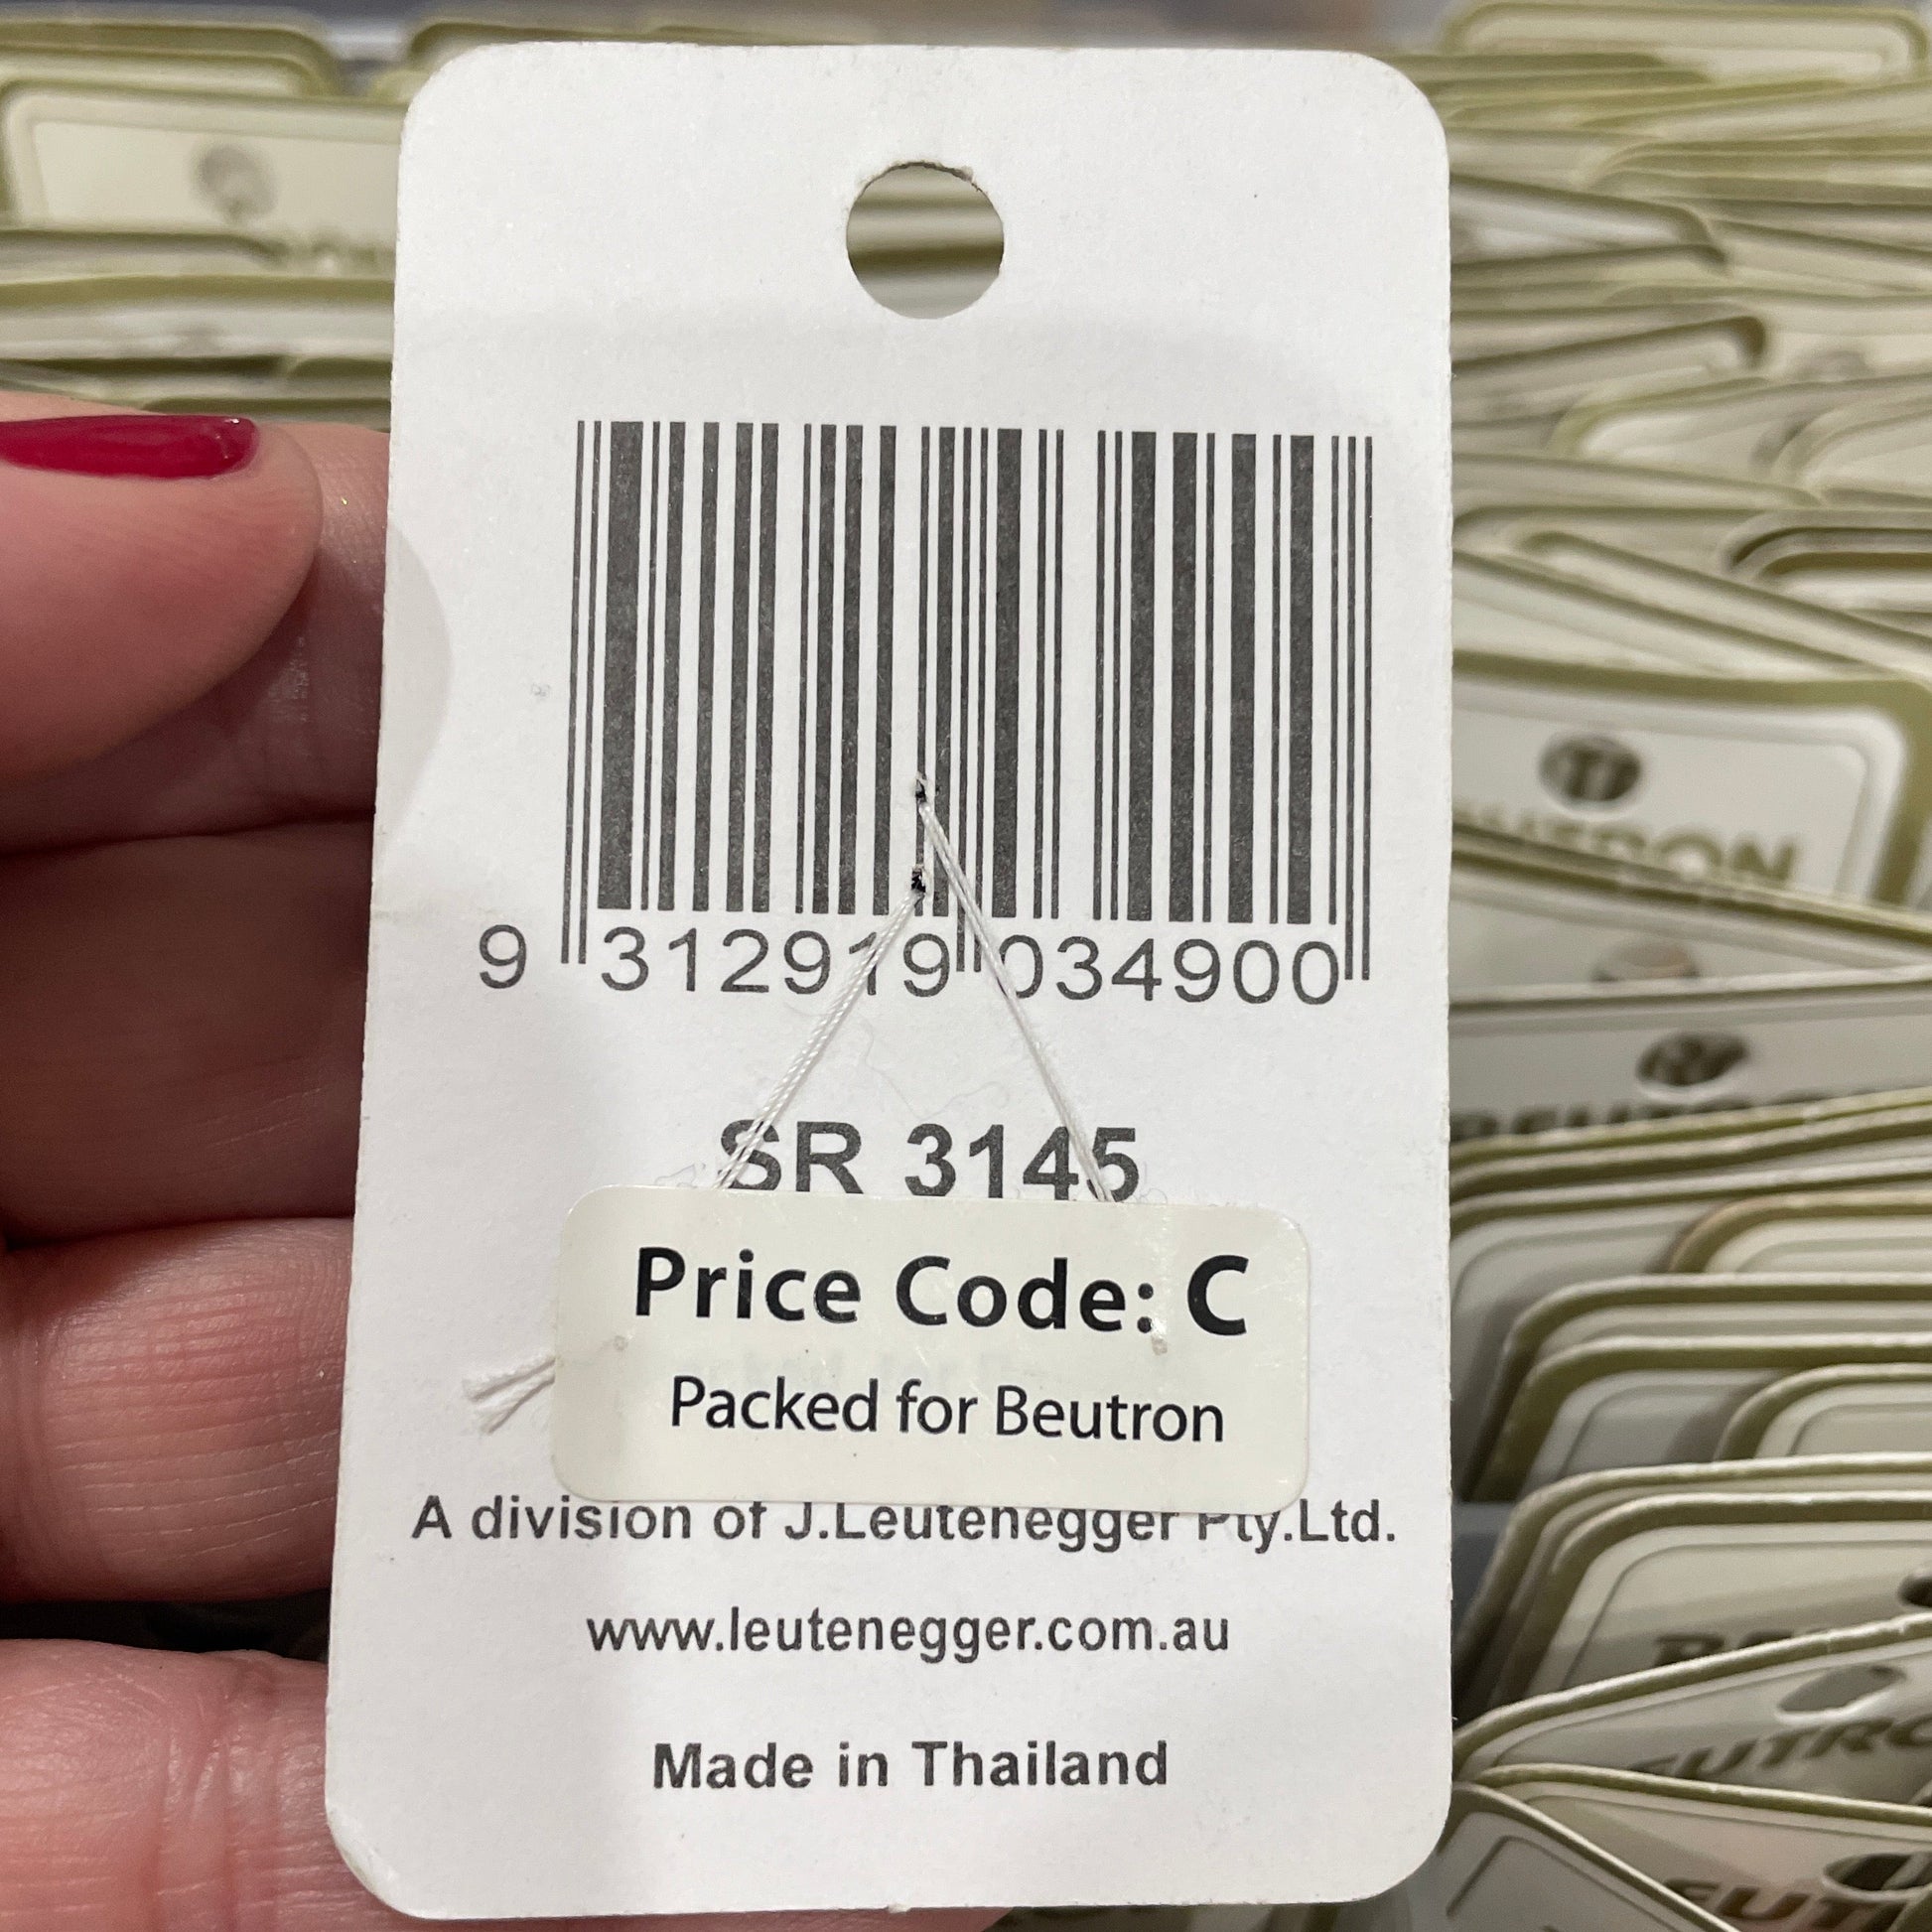 9 312919 034900
SR 3145
Price Code: C
Packed for Beutron
A division of J.Leutenegger Pty.Ltd.
www.leutenegger.com.au
Made in Thailand
BEUTRON